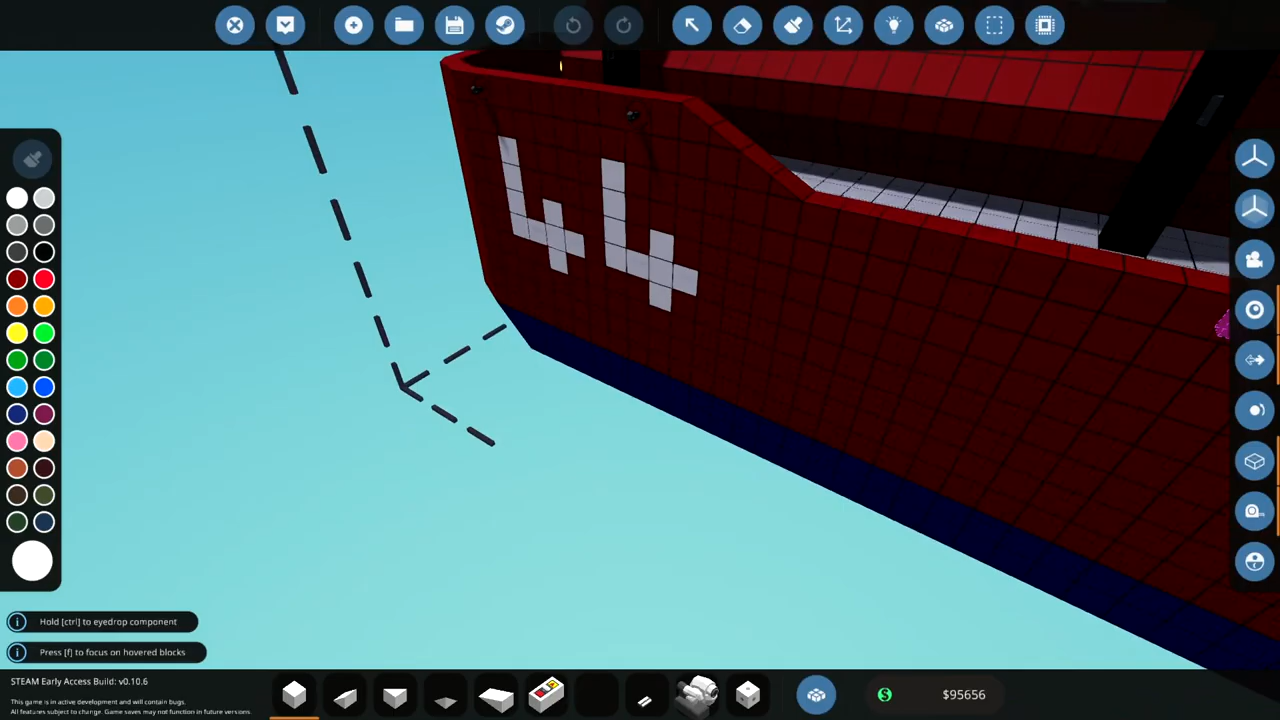 44
Hold [ctrl] to eyedrop component
Press [f] to focus on hovered blocks
STEAM Early Access Build: v0.10.6
This game is in active development and will contain bugs.
All features subject to change. Game saves may not function in future versions.
$ $95656